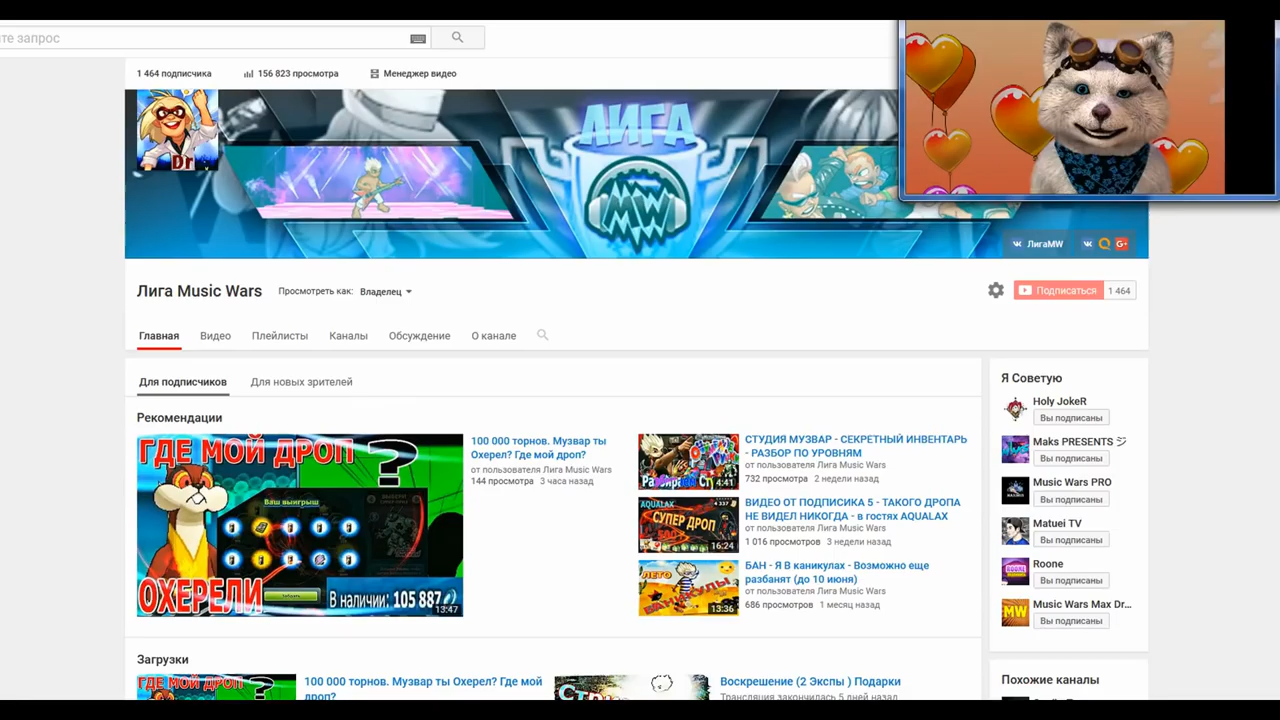 те запрос
1 464 подписчика
156 823 просмотра
Менеджер видео
Dr
ЛИГА
MW
ЛигаMW
Лига Music Wars
Просмотреть как:
Владелец
Подписаться
1 464
Главная
Видео
Плейлисты
Каналы
Обсуждение
О канале
Для подписчиков
Для новых зрителей
Рекомендации
ГДЕ МОЙ ДРОП
?
Ваш выигрыш
ОХЕРЕЛИ
В наличии: 105 887
13:47
100 000 торнов. Музвар ты
Охерел? Где мой дроп?
от пользователя Лига Music Wars
144 просмотра 3 часа назад
4:41
СТУДИЯ МУЗВАР - СЕКРЕТНЫЙ ИНВЕНТАРЬ
- РАЗБОР ПО УРОВНЯМ
от пользователя Лига Music Wars
732 просмотра 2 недели назад
AQUALAX
СУПЕР ДРОП
16:24
ВИДЕО ОТ ПОДПИСИКА 5 - ТАКОГО ДРОПА
НЕ ВИДЕЛ НИКОГДА - в гостях AQUALAX
от пользователя Лига Music Wars
1 016 просмотров 3 недели назад
ЛЕТО
13:36
БАН - Я В каникулах - Возможно еще
разбанят (до 10 июня)
от пользователя Лига Music Wars
686 просмотров 1 месяц назад
Загрузки
ГДЕ МОЙ ДРОП
100 000 торнов. Музвар ты Охерел? Где мой
дроп?
Воскрешение (2 Экспы ) Подарки
Трансляция закончилась 5 дней назад
Я Советую
Holy JokeR
Вы подписаны
Maks PRESENTS ジ
Вы подписаны
Music Wars PRO
Вы подписаны
Matuei TV
Вы подписаны
Roone
Вы подписаны
MW
Music Wars Max Dr...
Вы подписаны
Похожие каналы